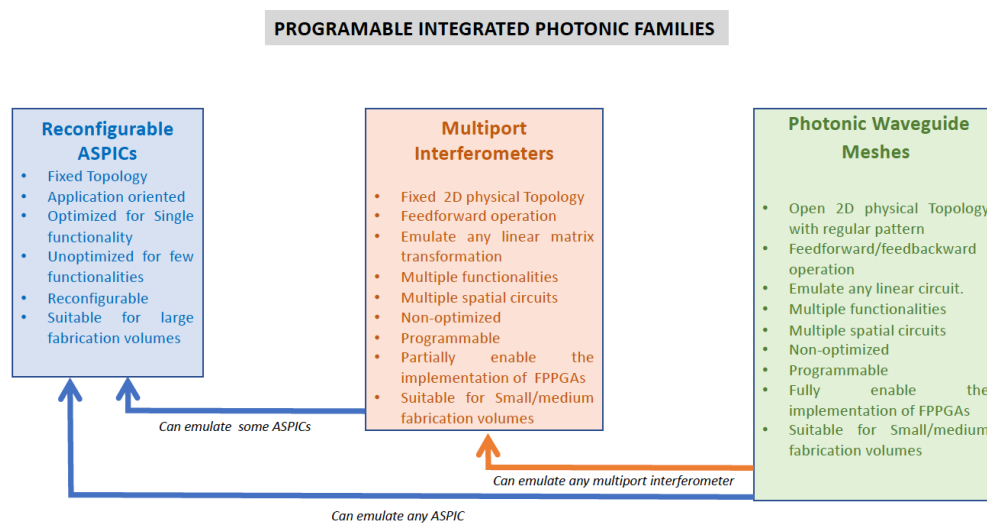 PROGRAMABLE INTEGRATED PHOTONIC FAMILIES
Reconfigurable
ASPICs
• Fixed Topology
• Application oriented
• Optimized for Single
functionality
• Unoptimized for few
functionalities
• Reconfigurable
• Suitable for large
fabrication volumes
Multiport
Interferometers
• Fixed 2D physical Topology
• Feedforward operation
• Emulate any linear matrix
transformation
• Multiple functionalities
• Multiple spatial circuits
• Non-optimized
• Programmable
• Partially enable the
implementation of FPPGAs
• Suitable for Small/medium
fabrication volumes
Photonic Waveguide
Meshes
• Open 2D physical Topology
with regular pattern
• Feedforward/feedbackward
operation
• Emulate any linear circuit.
• Multiple functionalities
• Multiple spatial circuits
• Non-optimized
• Programmable
• Fully enable the
implementation of FPPGAs
• Suitable for Small/medium
fabrication volumes
Can emulate some ASPICs
Can emulate any multiport interferometer
Can emulate any ASPIC